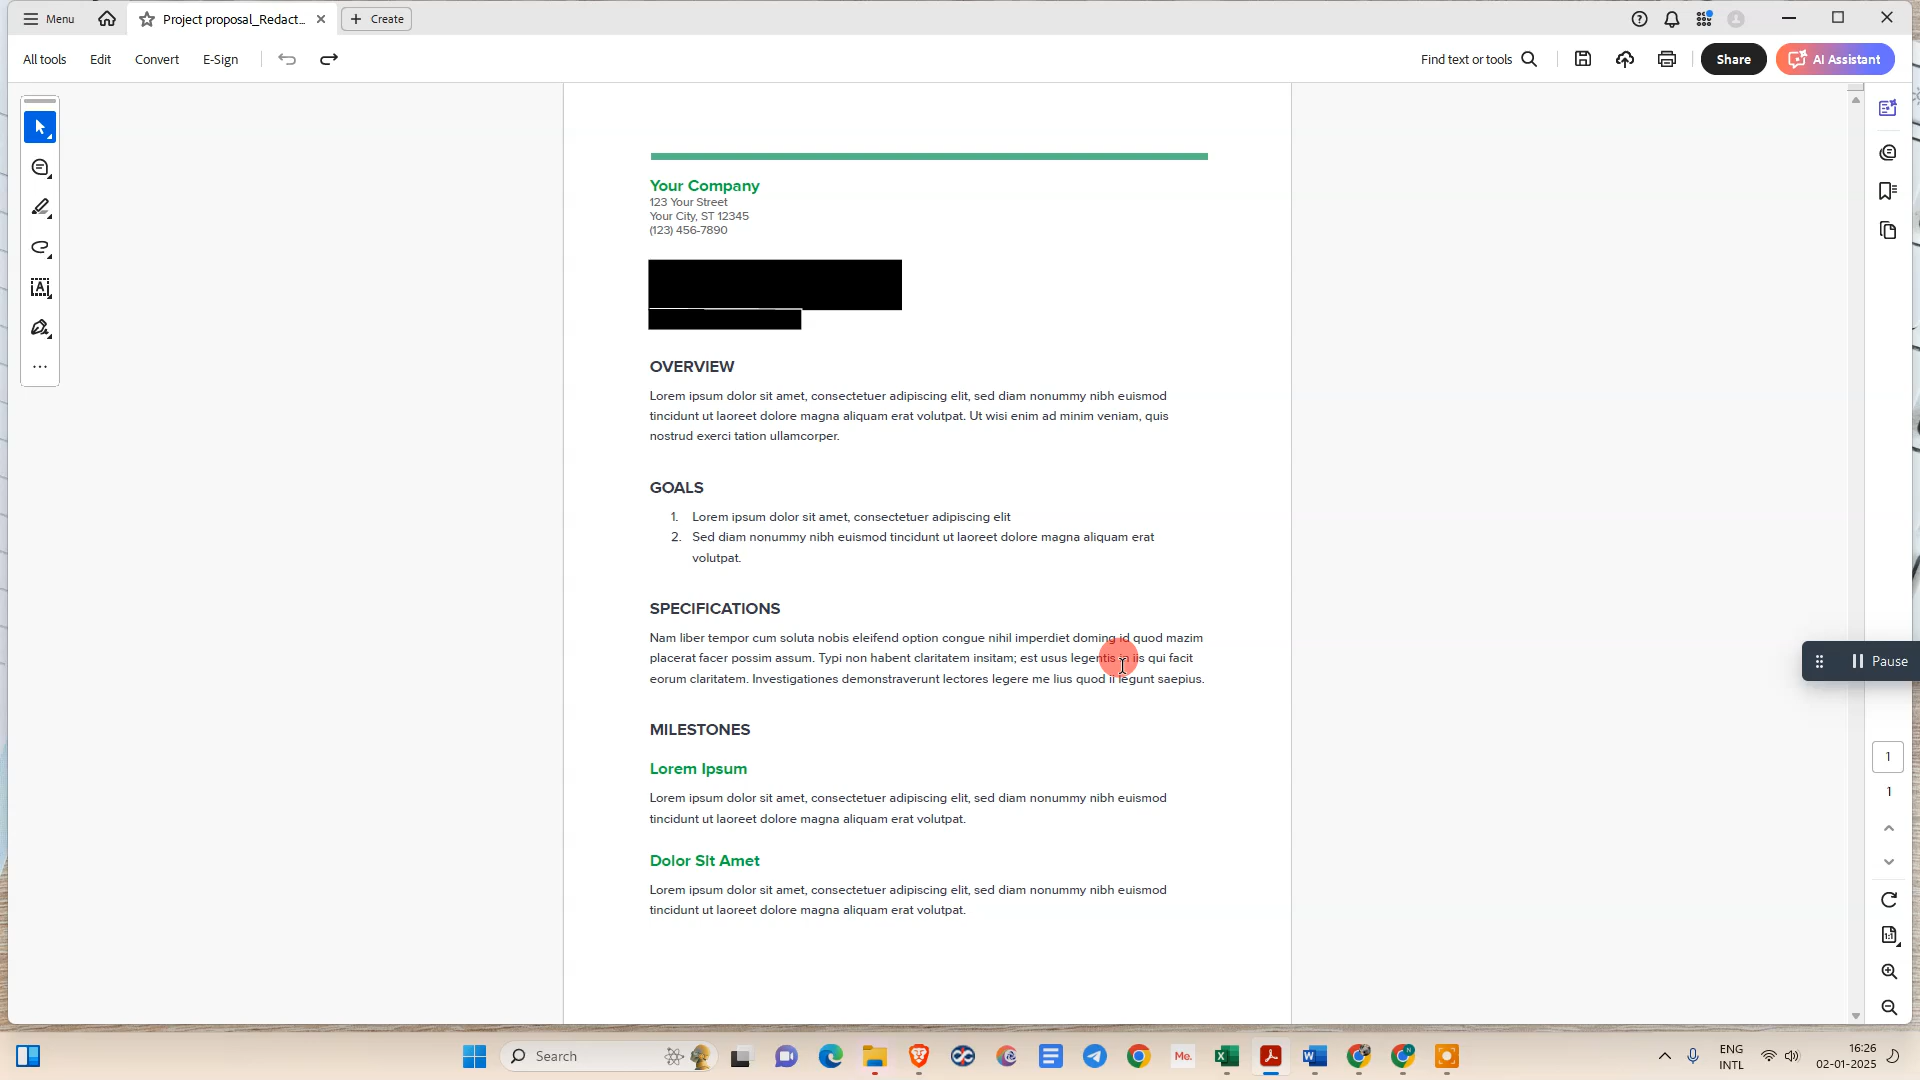 Menu
Project proposal_Redact...
Create
All tools
Edit
Convert
E-Sign
Find text or tools
Share
AI Assistant
Your Company
123 Your Street
Your City, ST 12345
(123) 456-7890
OVERVIEW
Lorem ipsum dolor sit amet, consectetuer adipiscing elit, sed diam nonummy nibh euismod
tincidunt ut laoreet dolore magna aliquam erat volutpat. Ut wisi enim ad minim veniam, quis
nostrud exerci tation ullamcorper.
GOALS
1. Lorem ipsum dolor sit amet, consectetuer adipiscing elit
2. Sed diam nonummy nibh euismod tincidunt ut laoreet dolore magna aliquam erat
volutpat.
SPECIFICATIONS
Nam liber tempor cum soluta nobis eleifend option congue nihil imperdiet doming id quod mazim
placerat facer possim assum. Typi non habent claritatem insitam; est usus legentis in iis qui facit
eorum claritatem. Investigationes demonstraverunt lectores legere me lius quod ii legunt saepius.
MILESTONES
Lorem Ipsum
Lorem ipsum dolor sit amet, consectetuer adipiscing elit, sed diam nonummy nibh euismod
tincidunt ut laoreet dolore magna aliquam erat volutpat.
Dolor Sit Amet
Lorem ipsum dolor sit amet, consectetuer adipiscing elit, sed diam nonummy nibh euismod
tincidunt ut laoreet dolore magna aliquam erat volutpat.
Pause
1
1
1:1
Search
Me.
ENG
INTL
16:26
02-01-2025